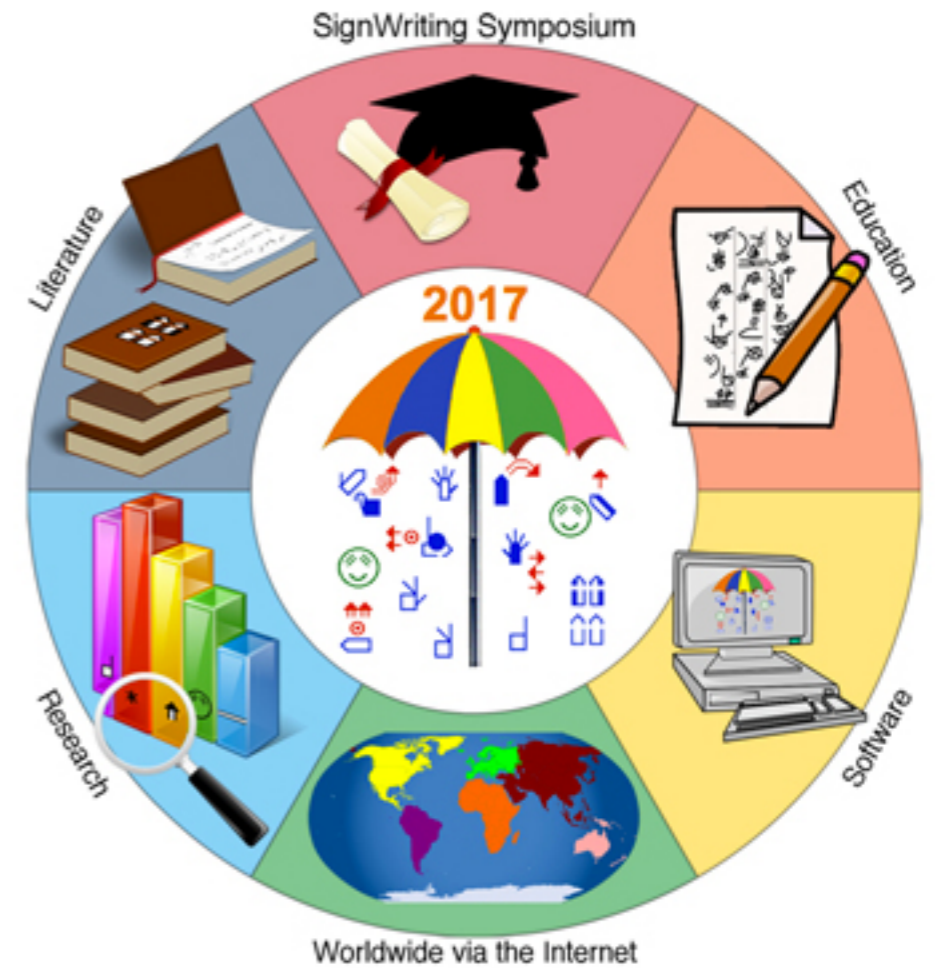 SignWriting Symposium
Literature
Education
2017
Research
Software
Worldwide via the Internet